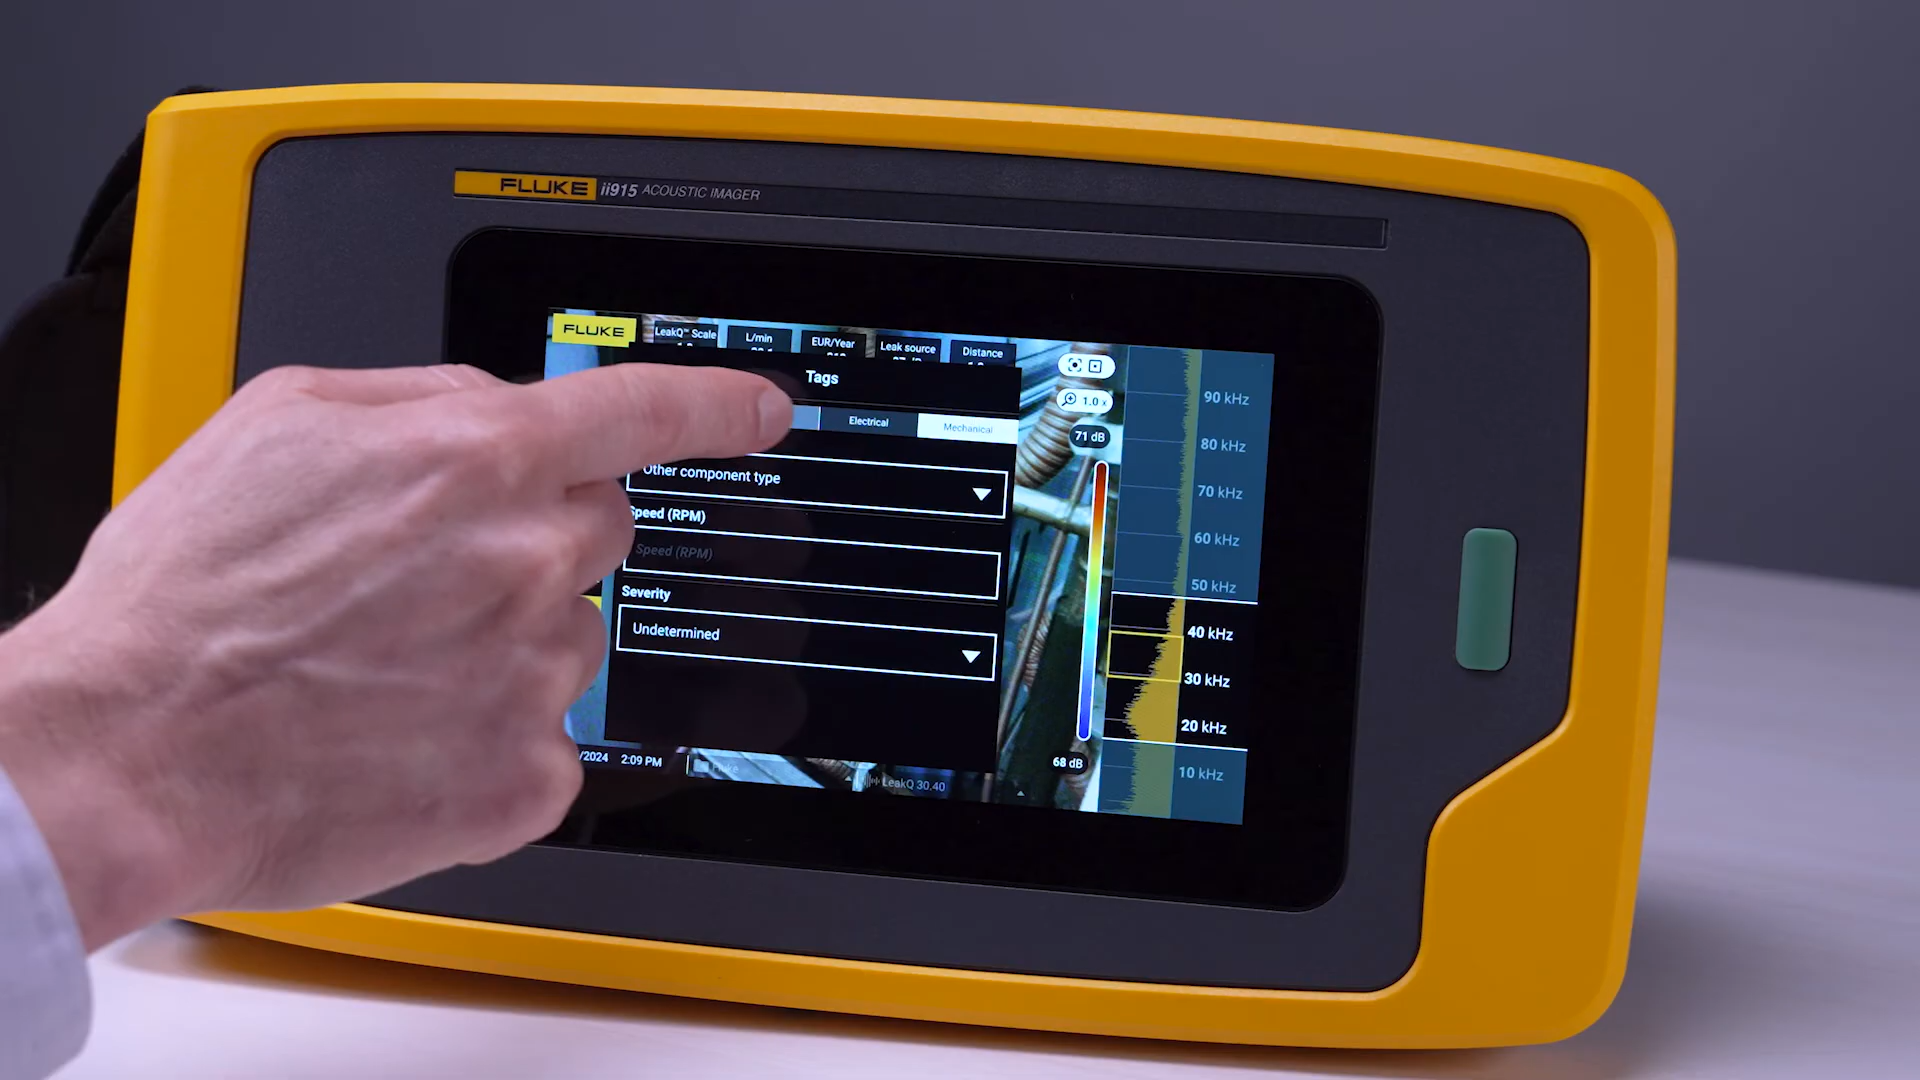 FLUKE ii915 ACOUSTIC IMAGER
FLUKE
LeakQ™ Scale
L/min
EUR/Year
Leak source
Distance
Tags
Electrical
Mechanical
Other component type
Speed (RPM)
Speed (RPM)
Severity
Undetermined
/2024 2:09 PM
Fluke
LeakQ 30.40
1.0 x
71 dB
68 dB
90 kHz
80 kHz
70 kHz
60 kHz
50 kHz
40 kHz
30 kHz
20 kHz
10 kHz